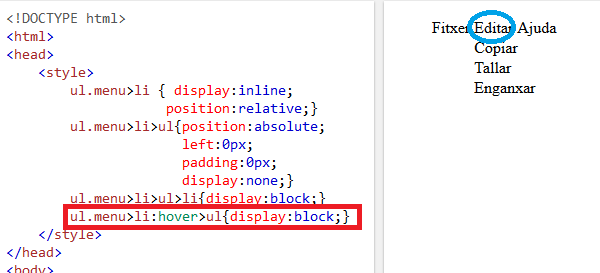 <!DOCTYPE html>
<html>
<head>
<style>
ul.menu>li { display:inline;
position:relative;}
ul.menu>li>ul{position:absolute;
left:0px;
padding:0px;
display:none;}
ul.menu>li>ul>li{display:block;}
ul.menu>li:hover>ul{display:block;}
</style>
</head>
<body>
Fitxer Editar Ajuda
Copiar
Tallar
Enganxar